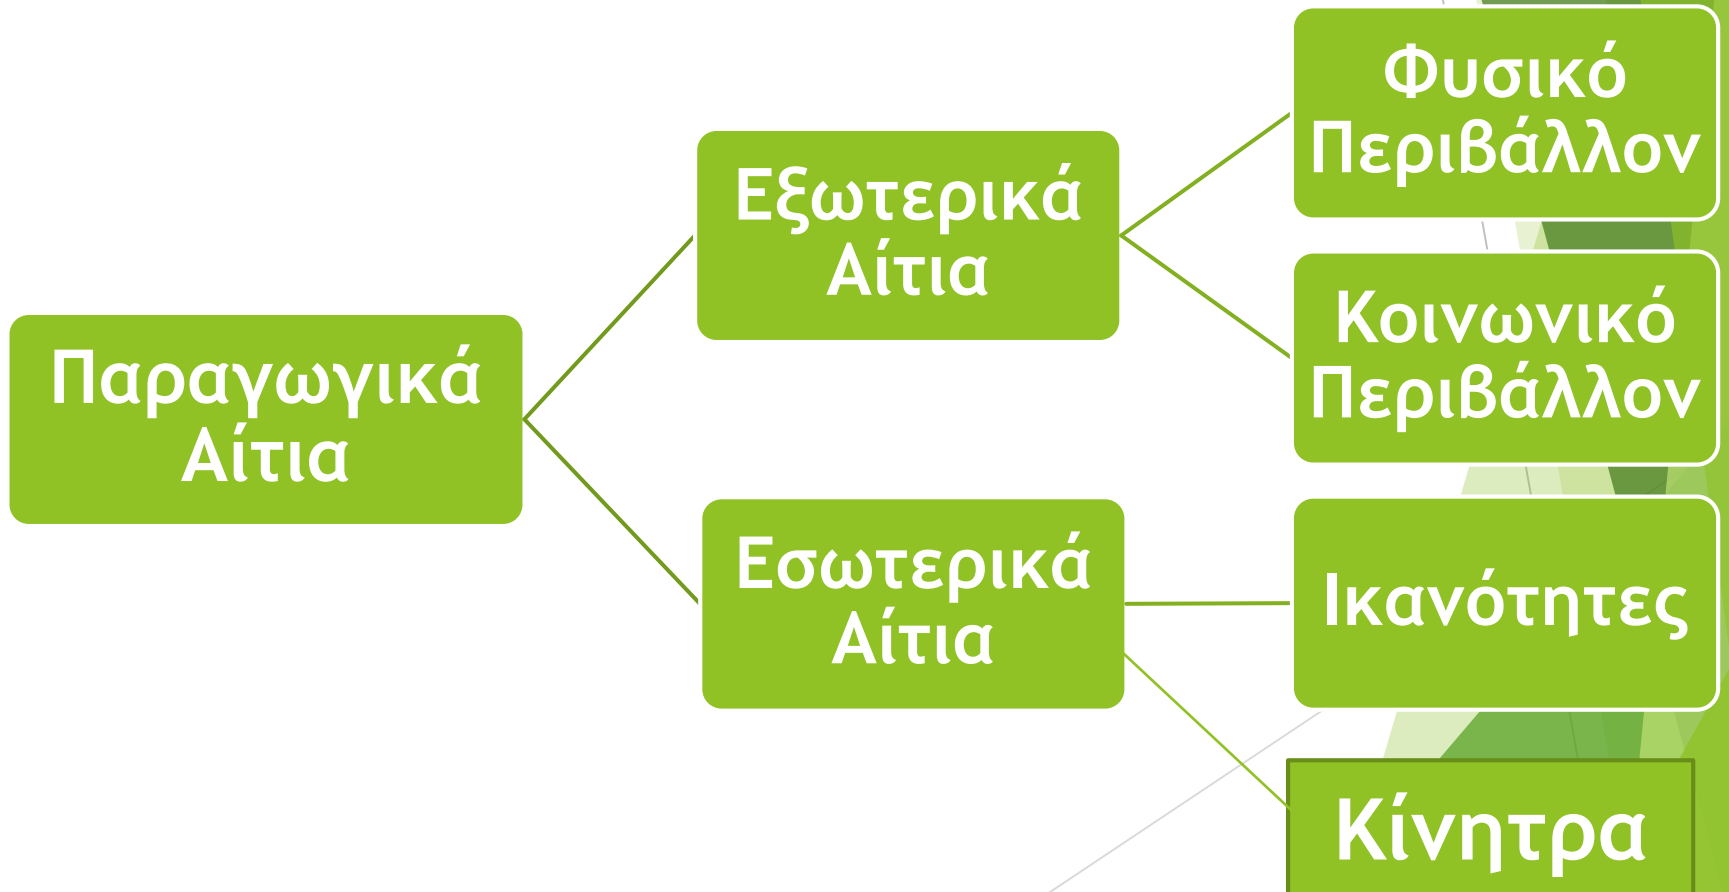 Παραγωγικά
Αίτια
Εξωτερικά
Αίτια
Φυσικό
Περιβάλλον
Κοινωνικό
Περιβάλλον
Εσωτερικά
Αίτια
Ικανότητες
Κίνητρα